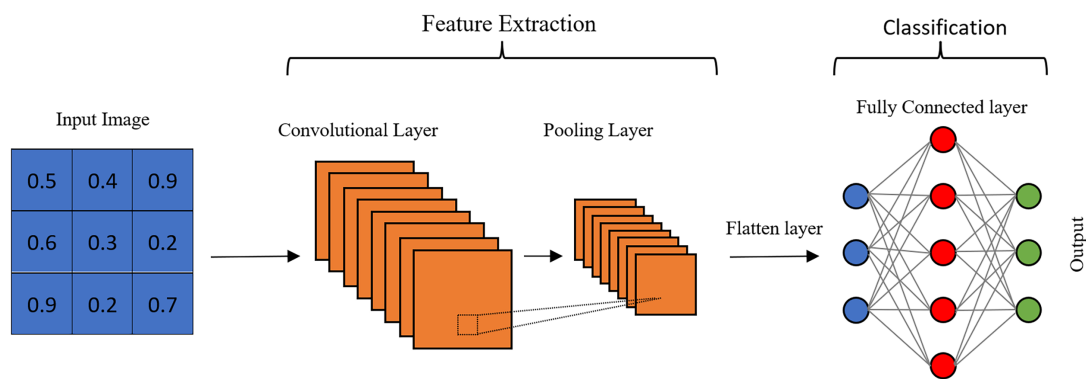 Feature Extraction
Classification
Input Image
Convolutional Layer
Pooling Layer
Fully Connected layer
0.5 0.4 0.9
0.6 0.3 0.2
0.9 0.2 0.7
Flatten layer
Output